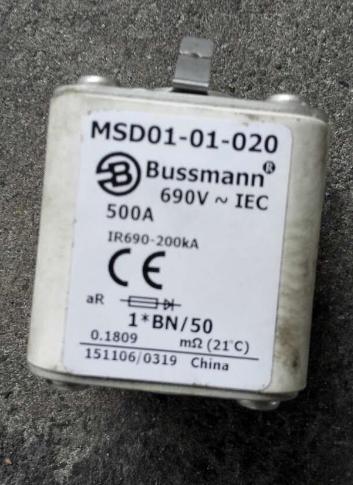 MSD01-01-020
B Bussmann®
690V ~ IEC
500A
IR690-200kA
CE
aR
1*BN/50
0.1809 mΩ (21°C)
151106/0319 China